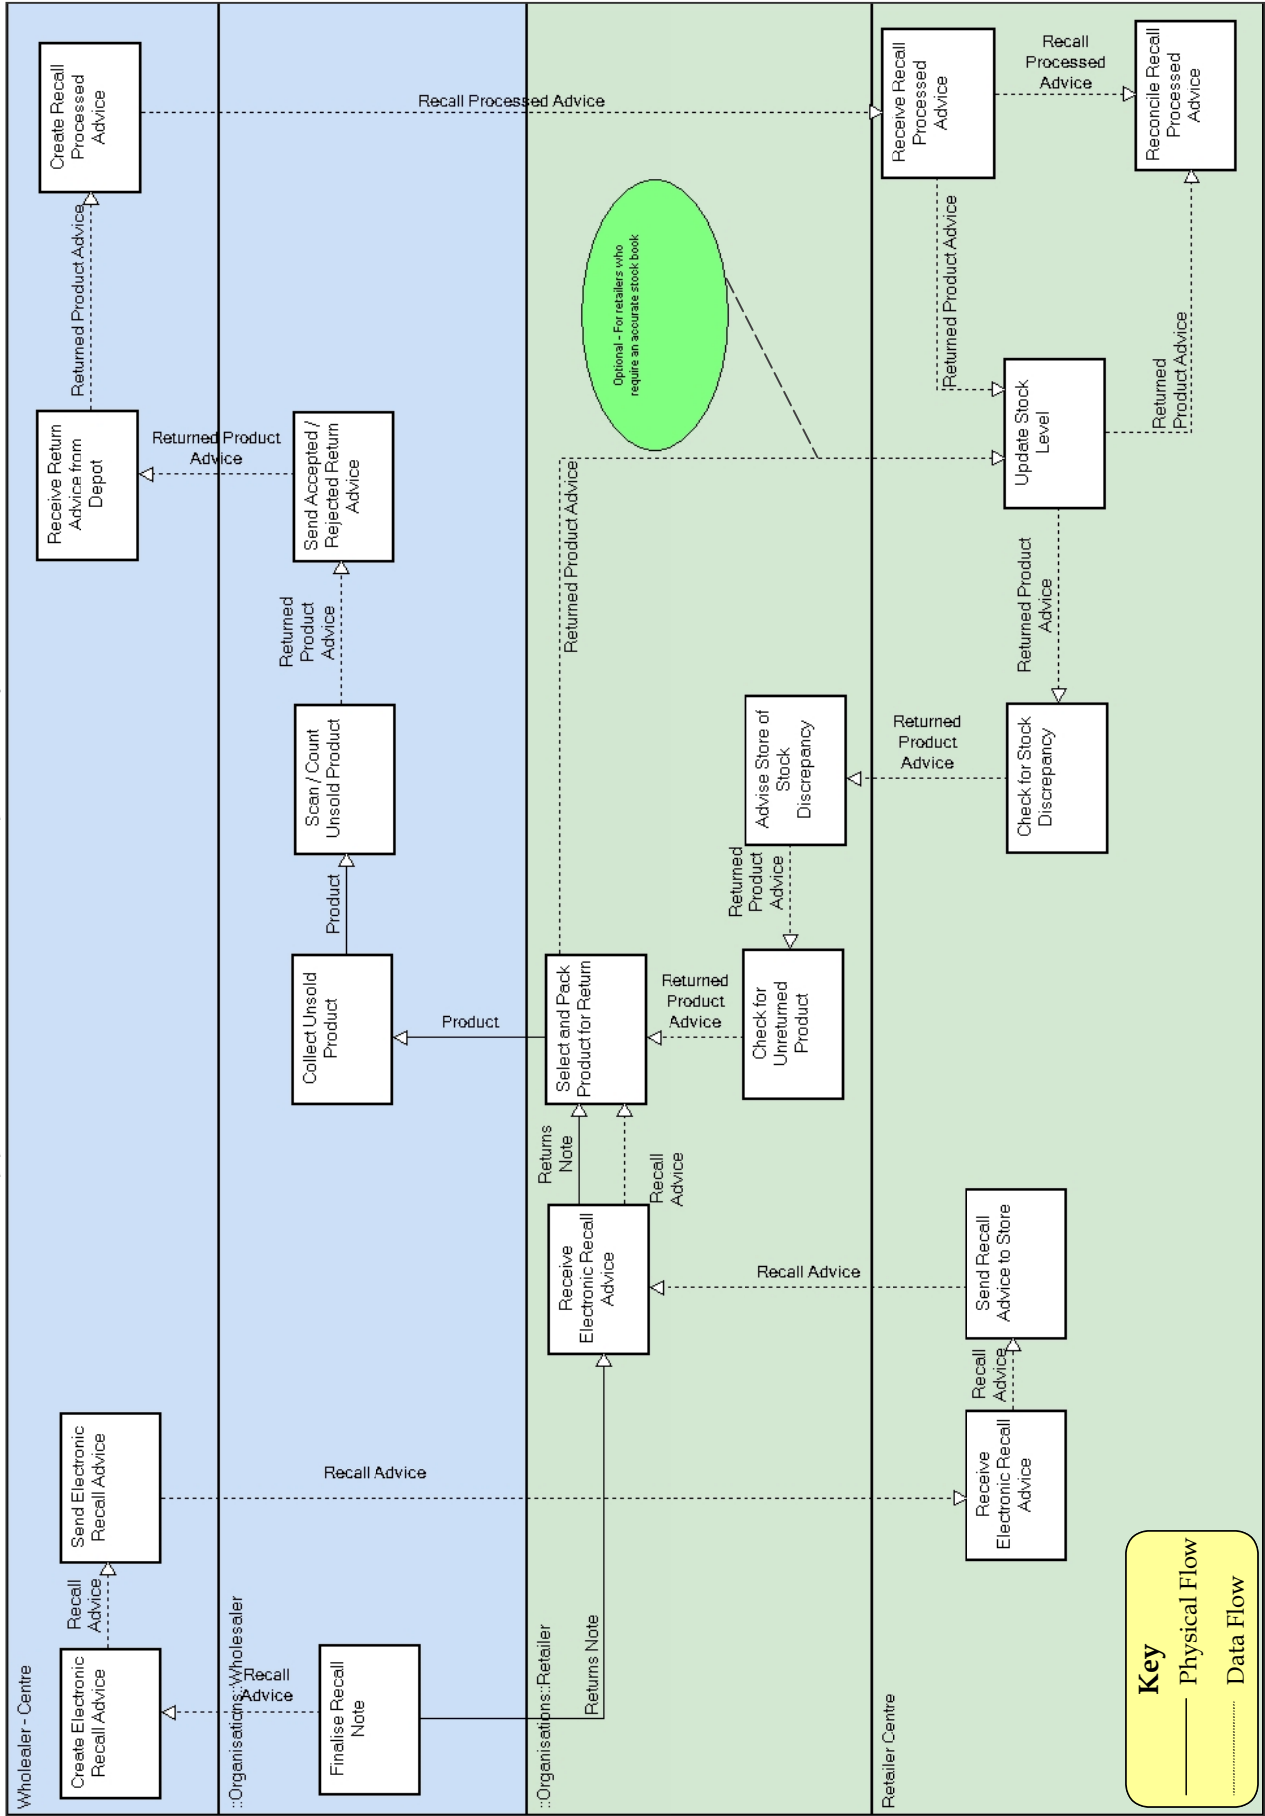 Wholealer - Centre
Create Electronic
Recall Advice
Recall
Advice
Send Electronic
Recall Advice
Receive Return
Advice from
Depot
Returned Product Advice
Create Recall
Processed
Advice
::Organisations::Wholesaler
Recall
Advice
Finalise Recall
Note
Recall Advice
Collect Unsold
Product
Product
Scan / Count
Unsold Product
Returned
Product
Advice
Send Accepted /
Rejected Return
Advice
Returned Product
Advice
Recall Processed Advice
::Organisations::Retailer
Returns Note
Receive
Electronic Recall
Advice
Returns
Note
Recall
Advice
Product
Select and Pack
Product for Return
Returned Product Advice
Optional - For retailers who
require an accurate stock book
Recall Advice
Returned
Product
Advice
Check for
Unreturned
Product
Returned
Product
Advice
Advise Store of
Stock
Discrepancy
Retailer Centre
Receive
Electronic Recall
Advice
Recall
Advice
Send Recall
Advice to Store
Returned
Product
Advice
Check for Stock
Discrepancy
Returned Product
Advice
Update Stock
Level
Returned Product Advice
Receive Recall
Processed
Advice
Returned
Product Advice
Recall
Processed
Advice
Reconcile Recall
Processed
Advice
Key
Physical Flow
Data Flow